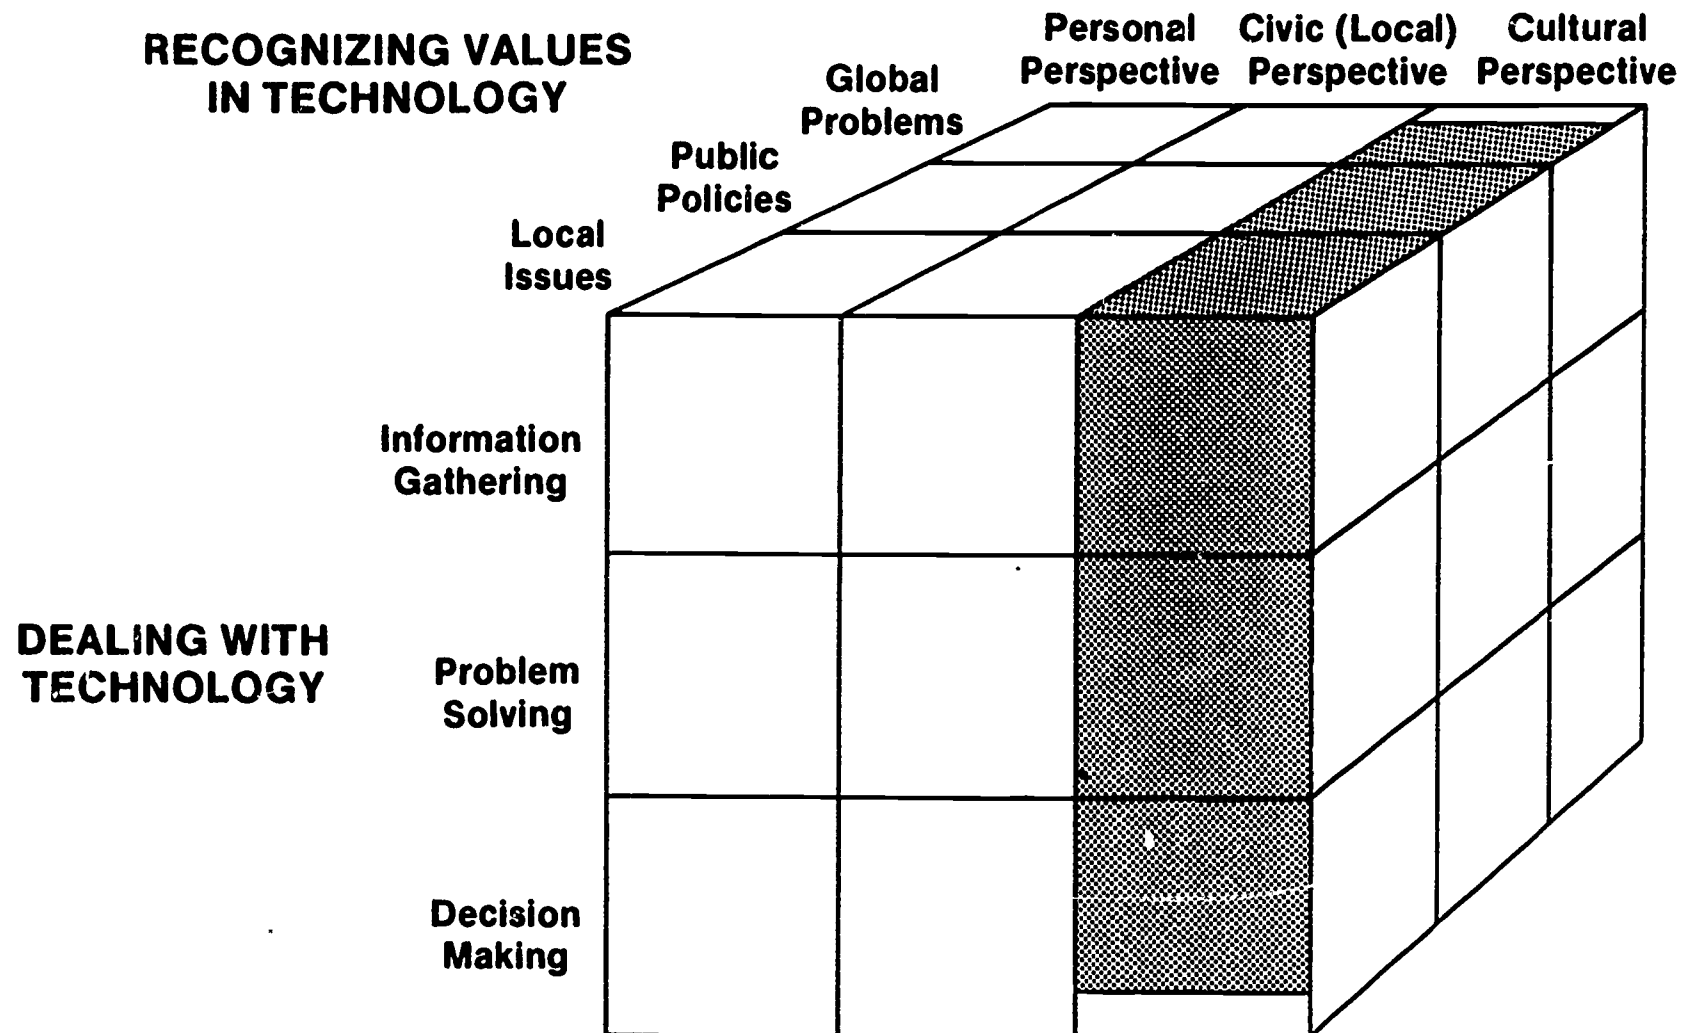 RECOGNIZING VALUES
IN TECHNOLOGY
Personal
Perspective
Civic (Local)
Perspective
Cultural
Perspective
Global
Problems
Public
Policies
Local
Issues
Information
Gathering
DEALING WITH
TECHNOLOGY
Problem
Solving
Decision
Making